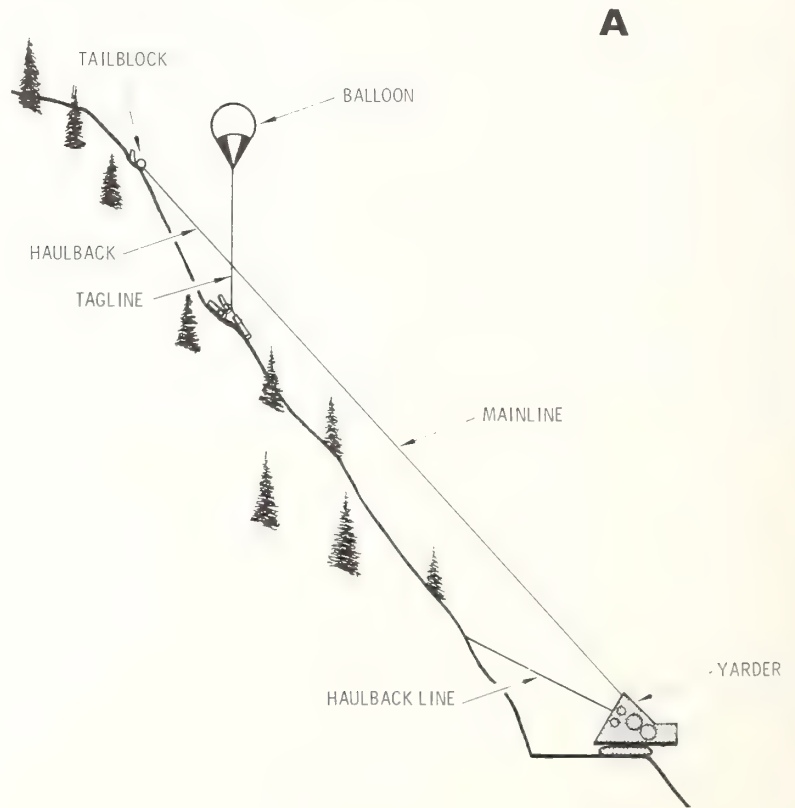 A
TAILBLOCK
BALLOON
HAULBACK
TAGLINE
MAINLINE
YARDER
HAULBACK LINE